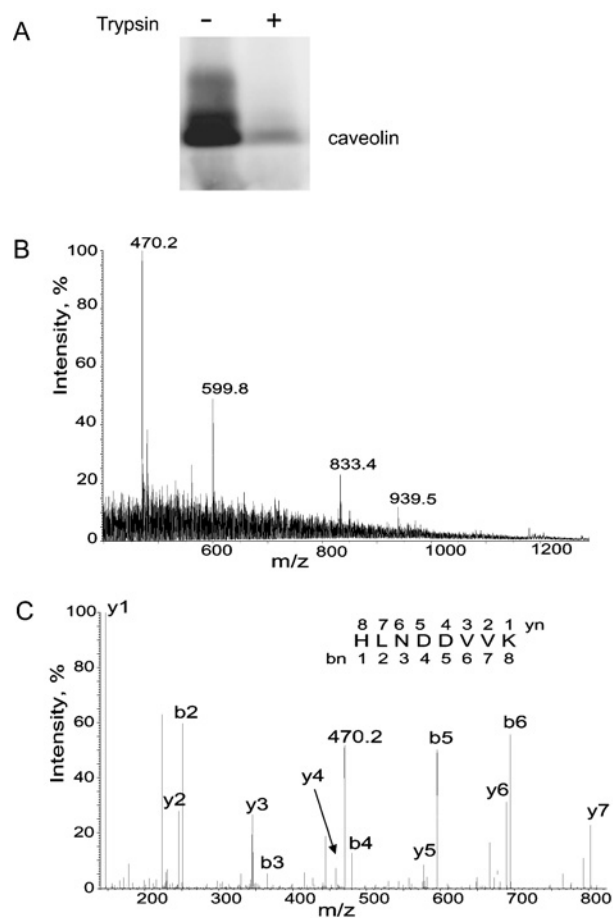 A
Trypsin - +
caveolin
B
Intensity, %
100
80
60
40
20
0
470.2
599.8
833.4
939.5
600 800 1000 1200
m/z
C
Intensity, %
100
80
60
40
20
0
y1
8 7 6 5 4 3 2 1 yn
H L N D D V V K
bn 1 2 3 4 5 6 7 8
b2
y2
y3
b3
y4
470.2
b4
b5
y5
y6
b6
y7
200 300 400 500 600 700 800
m/z